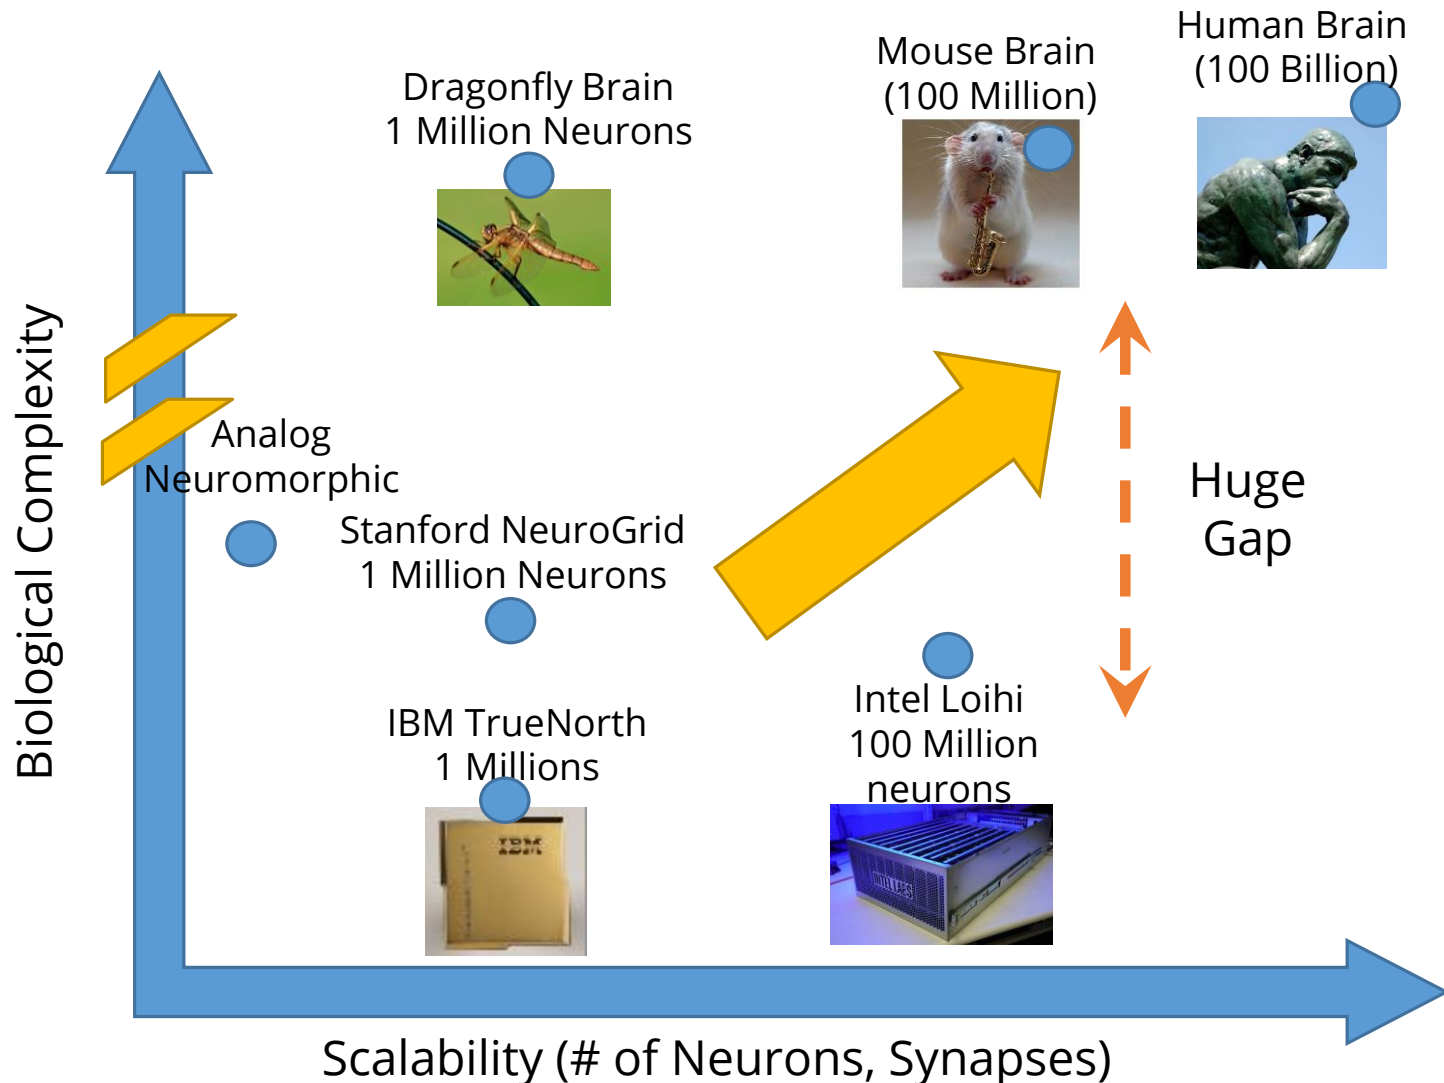 Human Brain
(100 Billion)
Mouse Brain
(100 Million)
Dragonfly Brain
1 Million Neurons
Biological Complexity
Analog
Neuromorphic
Stanford NeuroGrid
1 Million Neurons
Huge
Gap
IBM TrueNorth
1 Millions
IBM
Intel Loihi
100 Million
neurons
INTEL LABS
Scalability (# of Neurons, Synapses)